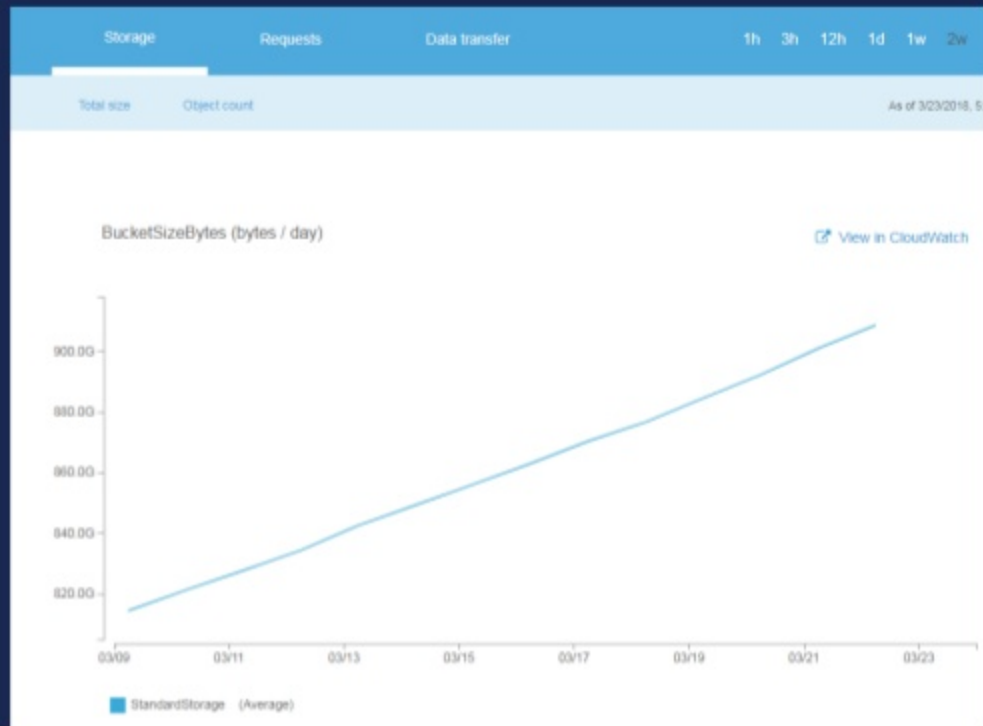 Storage Requests Data transfer 1h 3h 12h 1d 1w 2w
Total size Object count As of 3/23/2018, 5
BucketSizeBytes (bytes / day)
View in CloudWatch
900.0G
880.0G
860.0G
840.0G
820.0G
03/09 03/11 03/13 03/15 03/17 03/19 03/21 03/23
StandardStorage (Average)